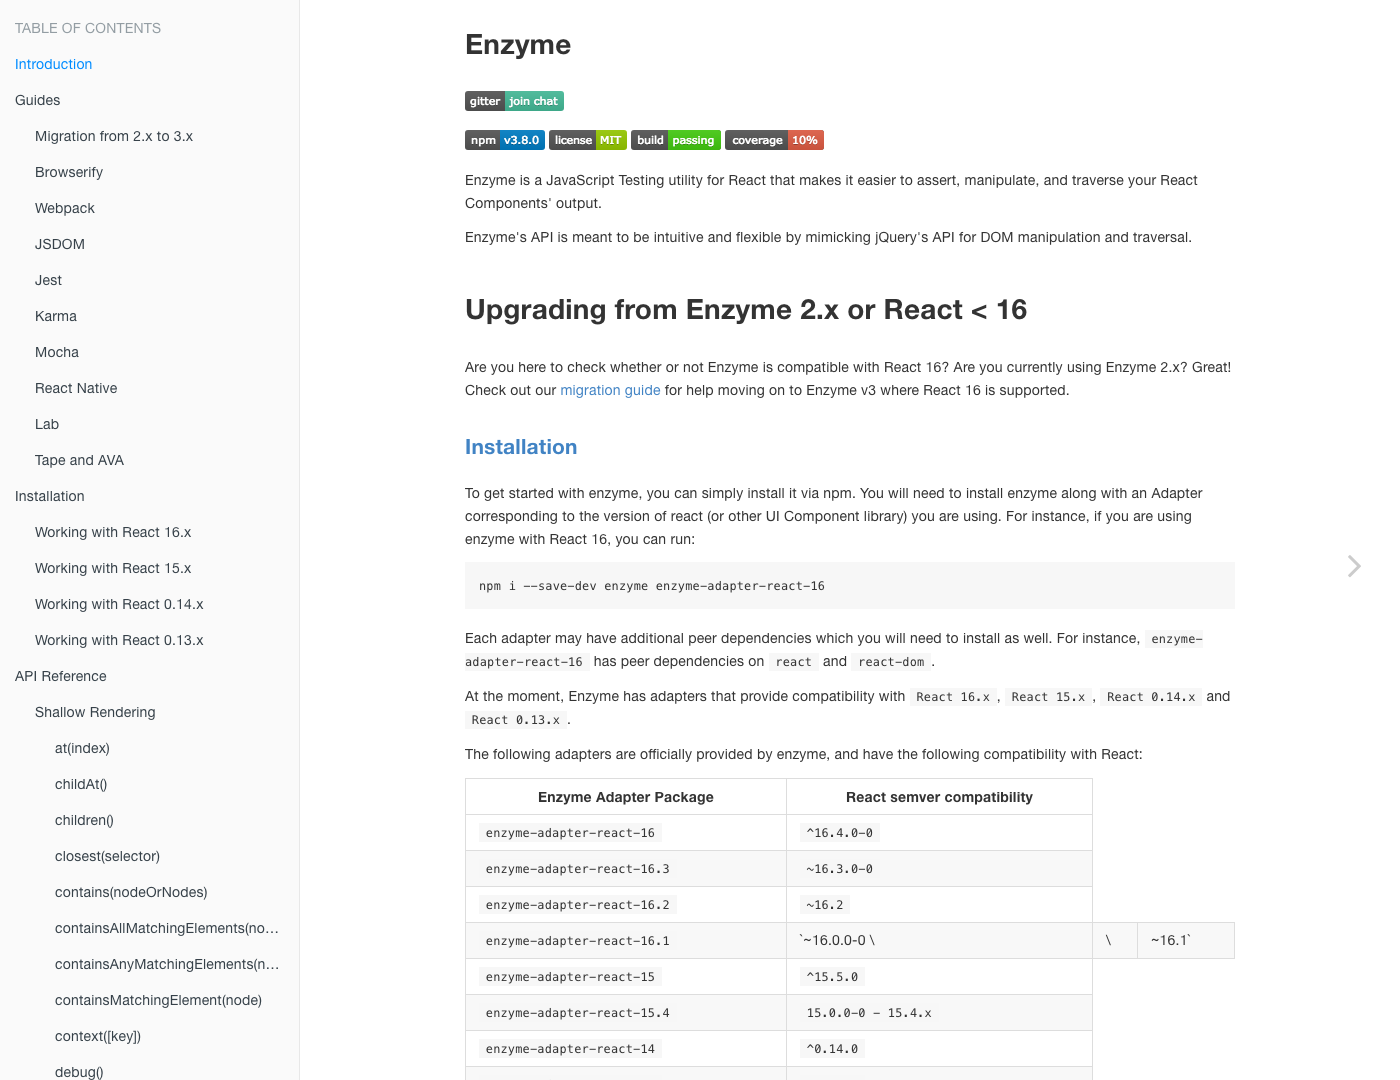 TABLE OF CONTENTS
Introduction
Guides
Migration from 2.x to 3.x
Browserify
Webpack
JSDOM
Jest
Karma
Mocha
React Native
Lab
Tape and AVA
Installation
Working with React 16.x
Working with React 15.x
Working with React 0.14.x
Working with React 0.13.x
API Reference
Shallow Rendering
at(index)
childAt()
children()
closest(selector)
contains(nodeOrNodes)
containsAllMatchingElements(no…
containsAnyMatchingElements(n…
containsMatchingElement(node)
context([key])
debug()
Enzyme
gitter join chat
npm v3.8.0 license MIT build passing coverage 10%
Enzyme is a JavaScript Testing utility for React that makes it easier to assert, manipulate, and traverse your React
Components' output.
Enzyme's API is meant to be intuitive and flexible by mimicking jQuery's API for DOM manipulation and traversal.
Upgrading from Enzyme 2.x or React < 16
Are you here to check whether or not Enzyme is compatible with React 16? Are you currently using Enzyme 2.x? Great!
Check out our migration guide for help moving on to Enzyme v3 where React 16 is supported.
Installation
To get started with enzyme, you can simply install it via npm. You will need to install enzyme along with an Adapter
corresponding to the version of react (or other UI Component library) you are using. For instance, if you are using
enzyme with React 16, you can run:
npm i --save-dev enzyme enzyme-adapter-react-16
Each adapter may have additional peer dependencies which you will need to install as well. For instance, enzyme-
adapter-react-16 has peer dependencies on react and react-dom .
At the moment, Enzyme has adapters that provide compatibility with React 16.x , React 15.x , React 0.14.x and
React 0.13.x .
The following adapters are officially provided by enzyme, and have the following compatibility with React:
Enzyme Adapter Package React semver compatibility
enzyme-adapter-react-16 ^16.4.0-0
enzyme-adapter-react-16.3 ~16.3.0-0
enzyme-adapter-react-16.2 ~16.2
enzyme-adapter-react-16.1 `~16.0.0-0 \ \ ~16.1`
enzyme-adapter-react-15 ^15.5.0
enzyme-adapter-react-15.4 15.0.0-0 - 15.4.x
enzyme-adapter-react-14 ^0.14.0